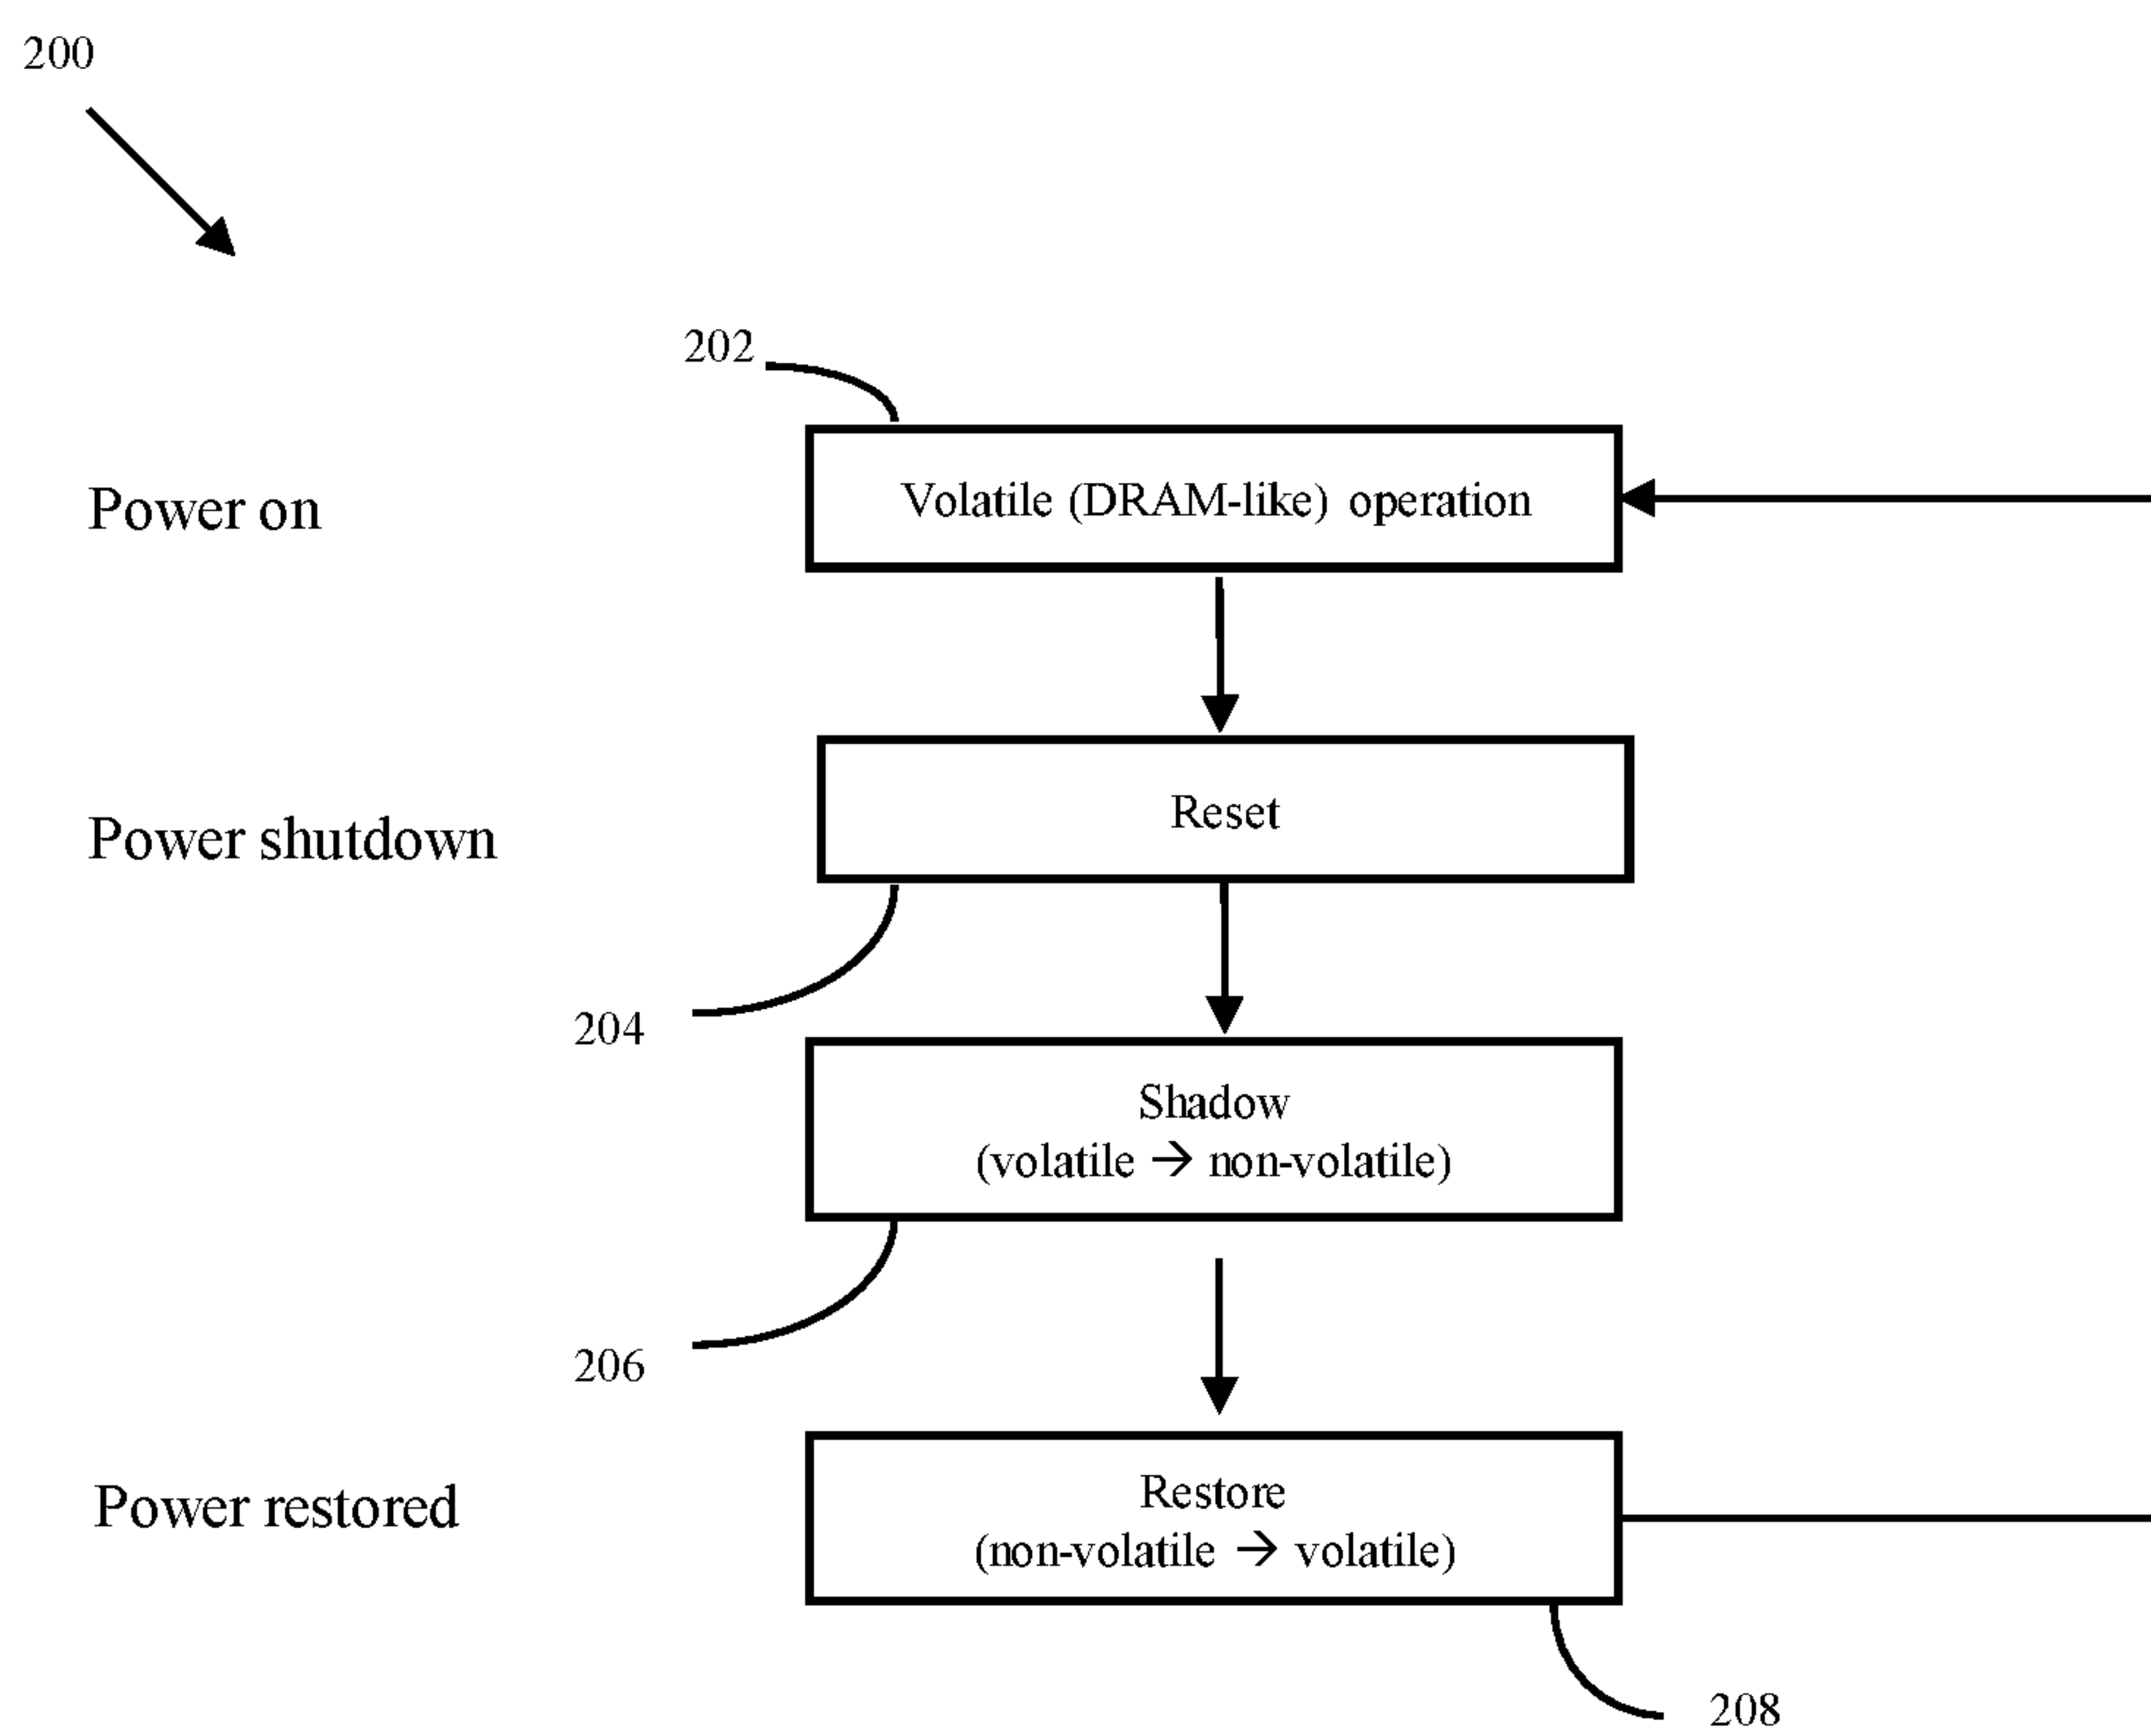 200
202
Power on
Volatile (DRAM-like) operation
Power shutdown
Reset
204
Shadow
(volatile → non-volatile)
206
Power restored
Restore
(non-volatile → volatile)
208